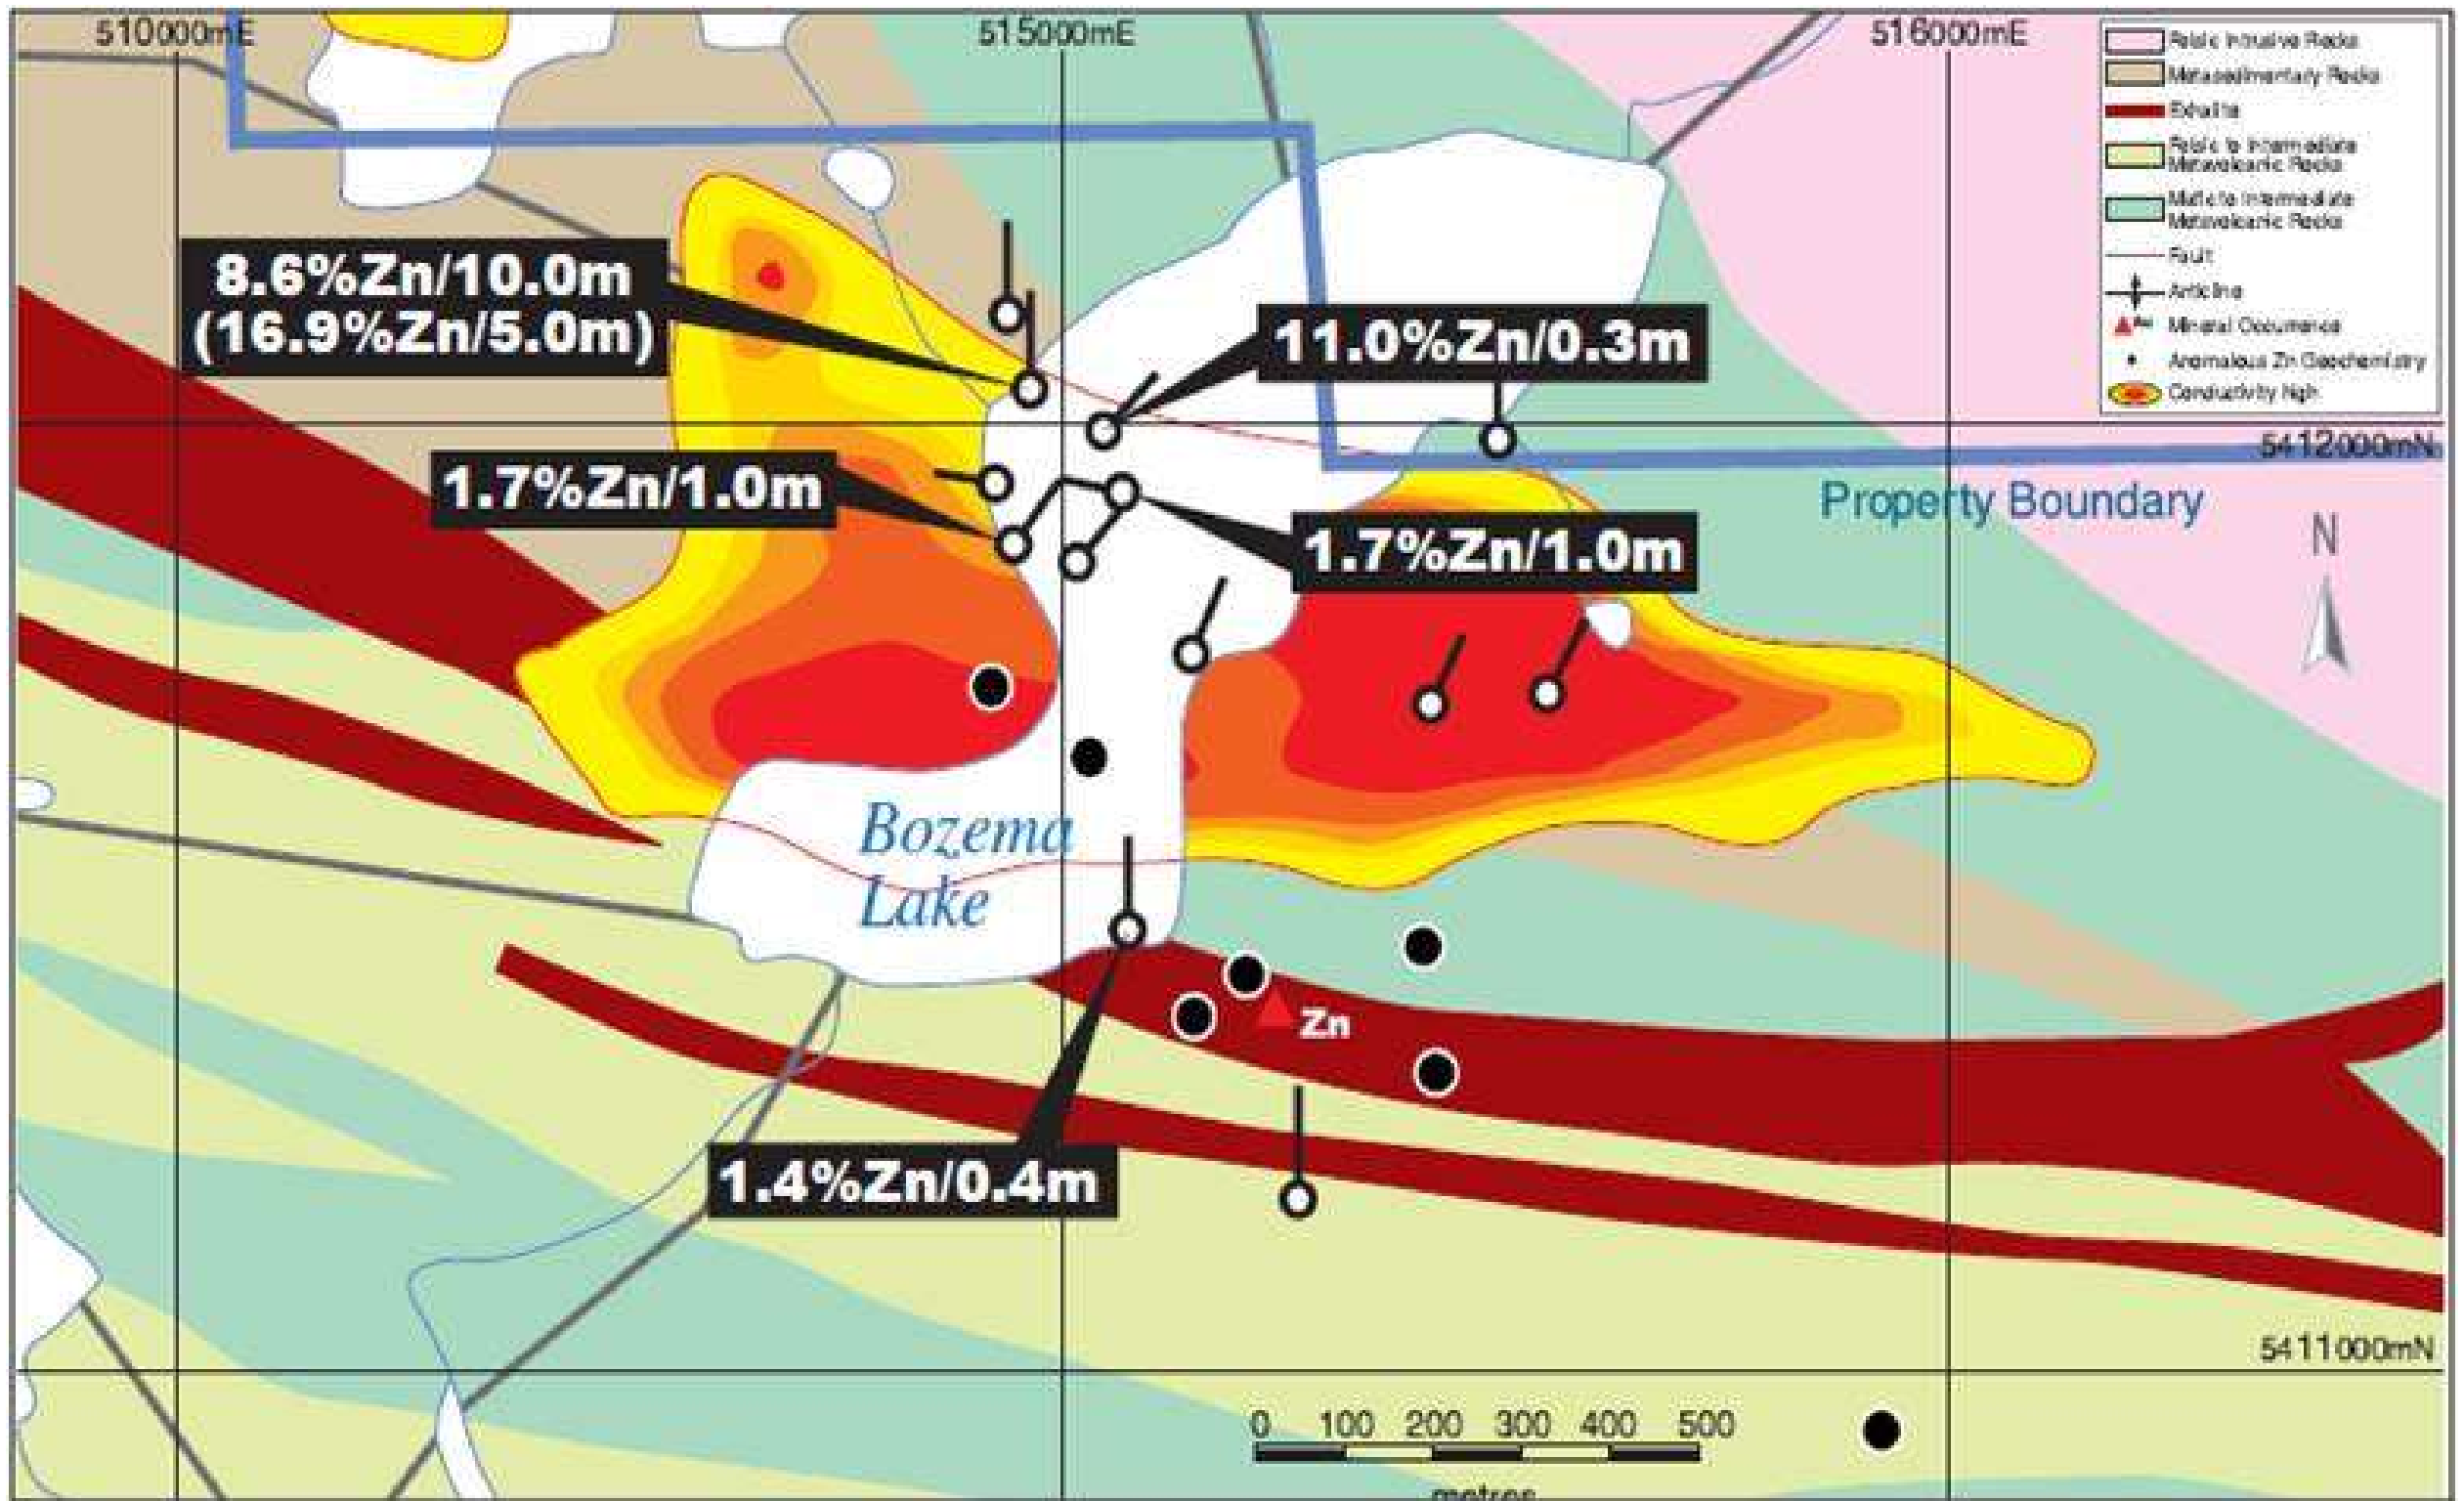 510000mE
515000mE
516000mE
Felsic Intrusive Rocks
Metasedimentary Rocks
Exhalite
Felsic to Intermediate
Metavolcanic Rocks
Mafic to Intermediate
Metavolcanic Rocks
Fault
Anticline
Mineral Occurrence
Anomalous Zn Geochemistry
Conductivity high
8.6%Zn/10.0m
(16.9%Zn/5.0m)
11.0%Zn/0.3m
5412000mN
1.7%Zn/1.0m
Property Boundary
1.7%Zn/1.0m
N
Bozema
Lake
Zn
1.4%Zn/0.4m
5411000mN
0 100 200 300 400 500
metres